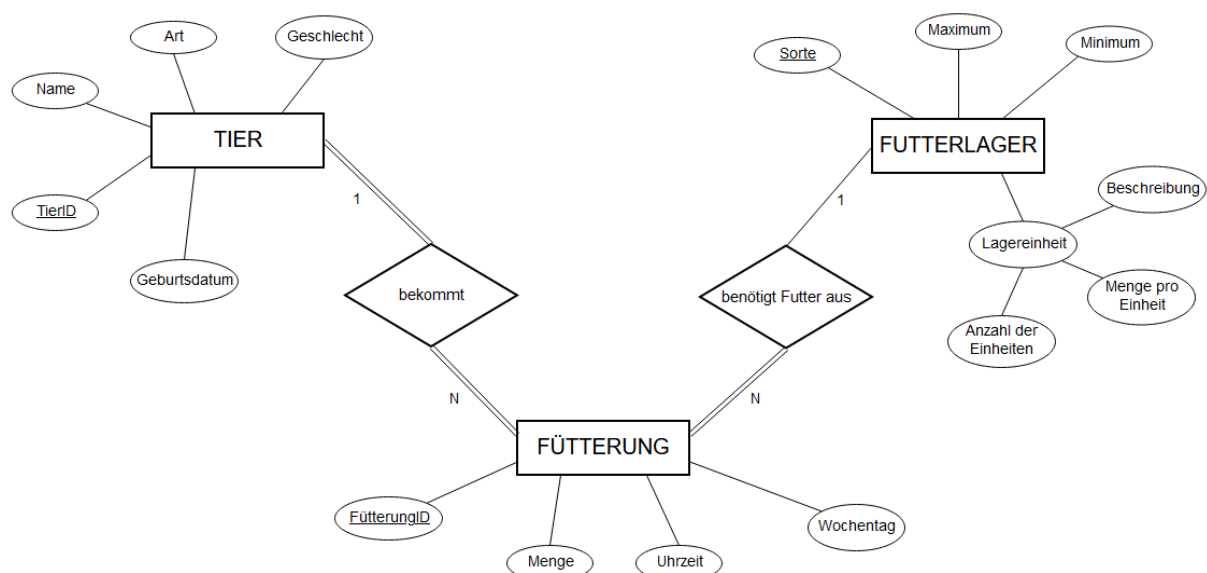 Art
Geschlecht
Name
TIER
TierID
Geburtsdatum
Sorte
Maximum
Minimum
FUTTERLAGER
Beschreibung
Lagereinheit
Menge pro
Einheit
Anzahl der
Einheiten
1
bekommt
N
1
benötigt Futter aus
N
FÜTTERUNG
FütterungID
Menge
Uhrzeit
Wochentag